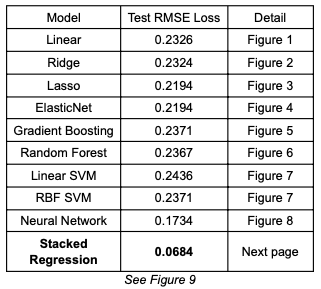 Model Test RMSE Loss Detail
Linear 0.2326 Figure 1
Ridge 0.2324 Figure 2
Lasso 0.2194 Figure 3
ElasticNet 0.2194 Figure 4
Gradient Boosting 0.2371 Figure 5
Random Forest 0.2367 Figure 6
Linear SVM 0.2436 Figure 7
RBF SVM 0.2371 Figure 7
Neural Network 0.1734 Figure 8
Stacked
Regression 0.0684 Next page
See Figure 9